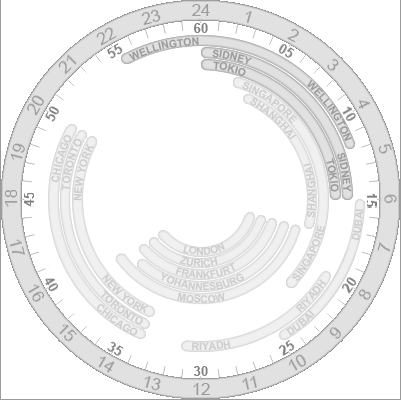 24
1
2
3
4
5
6
7
8
9
10
11
12
13
14
15
16
17
18
19
20
21
22
23
60
05
10
15
20
25
30
35
40
45
50
55
WELLINGTON
WELLINGTON
SIDNEY
SIDNEY
TOKIO
TOKIO
SINGAPORE
SINGAPORE
SHANGHAI
SHANGHAI
DUBAI
DUBAI
RIYADH
RIYADH
MOSCOW
YOHANNESBURG
FRANKFURT
ZURICH
LONDON
NEW YORK
NEW YORK
TORONTO
TORONTO
CHICAGO
CHICAGO